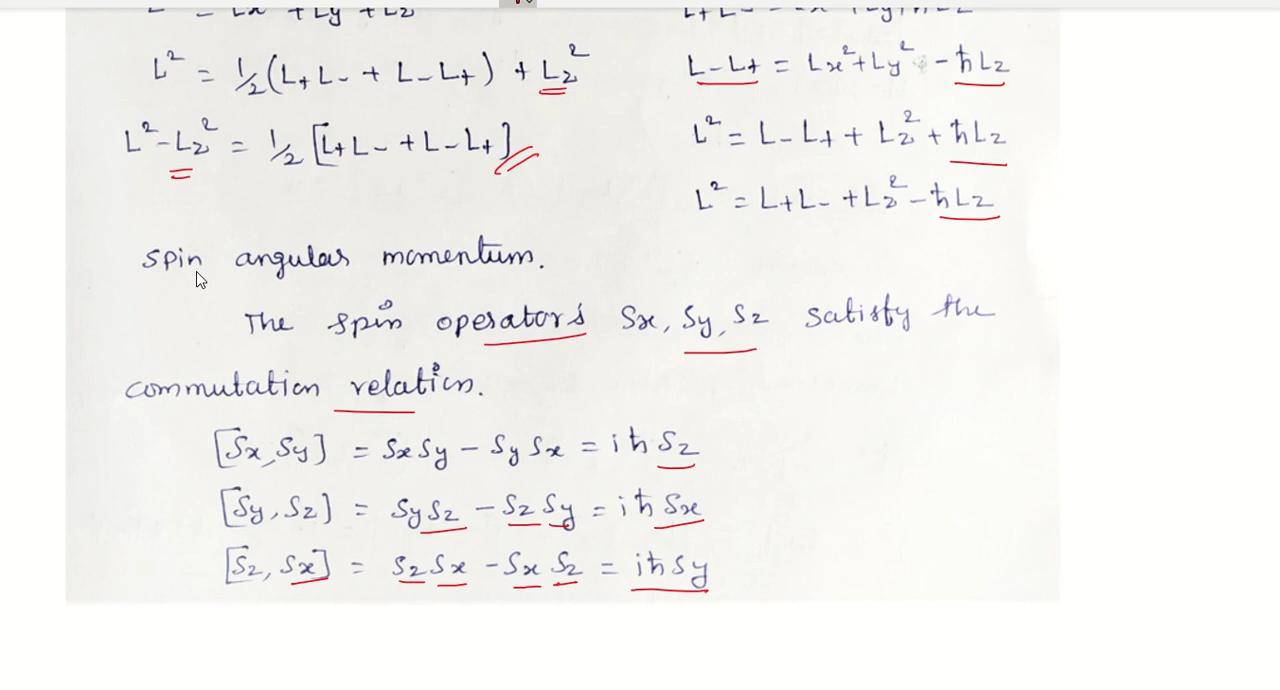 L² = ½(L+L- + L-L+) + Lz²
L² - Lz² = ½ [L+L- + L-L+]
L-L+ = Lx² + Ly² - ħLz
L² = L-L+ + Lz² + ħLz
L² = L+L- + Lz² - ħLz
Spin angular momentum.
The spin operators Sx, Sy, Sz satisfy the
commutation relation.
[Sx, Sy] = SxSy - SySx = iħSz
[Sy, Sz] = SySz - SzSy = iħSx
[Sz, Sx] = SzSx - SxSz = iħSy